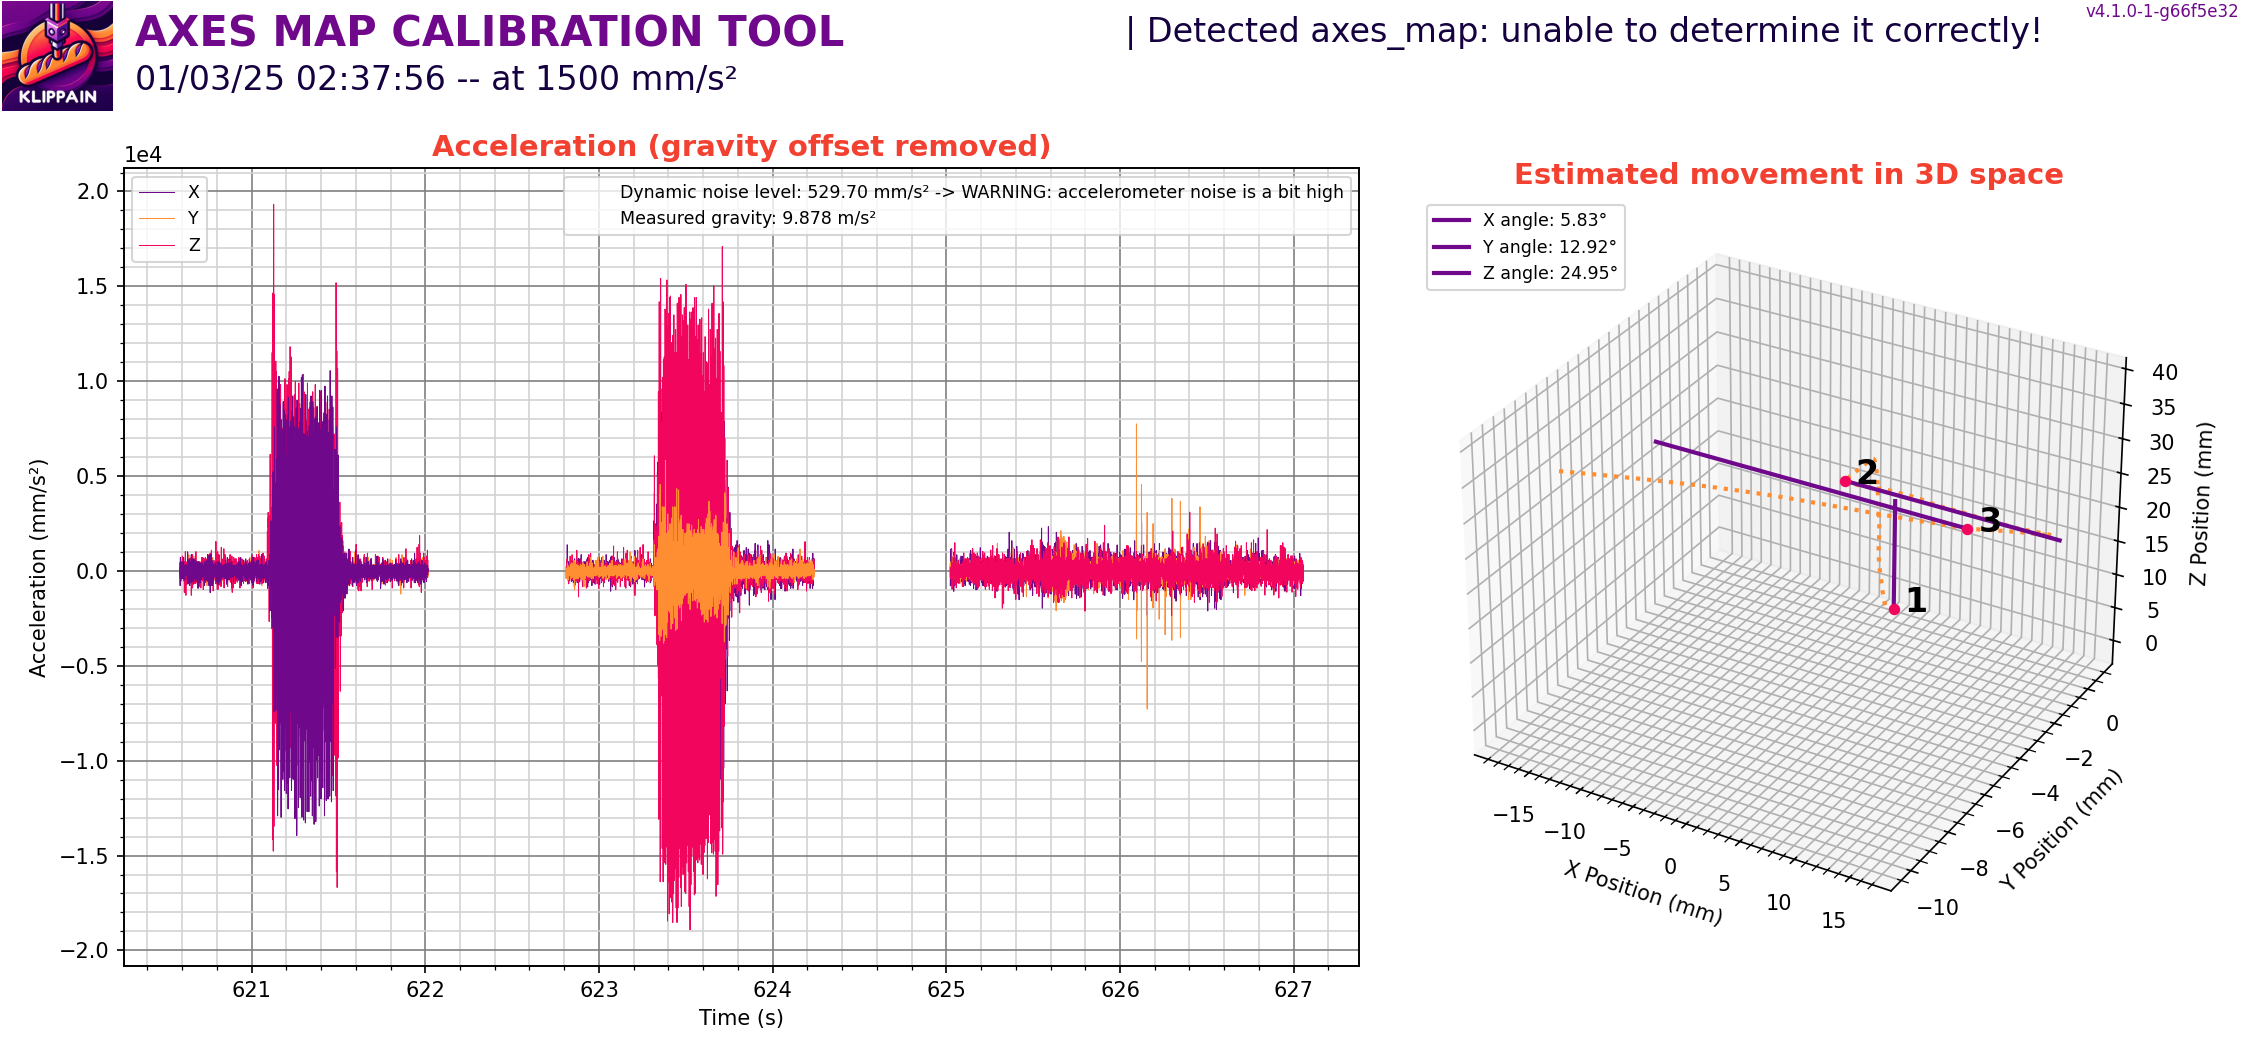 AXES MAP CALIBRATION TOOL
| Detected axes_map: unable to determine it correctly!
v4.1.0-1-g66f5e32
01/03/25 02:37:56 -- at 1500 mm/s²
KLIPPAIN
Acceleration (gravity offset removed)
1e4
X
Y
Z
Dynamic noise level: 529.70 mm/s² -> WARNING: accelerometer noise is a bit high
Measured gravity: 9.878 m/s²
2.0
1.5
1.0
0.5
0.0
−0.5
−1.0
−1.5
−2.0
Acceleration (mm/s²)
621 622 623 624 625 626 627
Time (s)
Estimated movement in 3D space
X angle: 5.83°
Y angle: 12.92°
Z angle: 24.95°
2
3
1
40
35
30
25
20
15
10
5
0
Z Position (mm)
0
−2
−4
−6
−8
−10
Y Position (mm)
−15
−10
−5
0
5
10
15
X Position (mm)